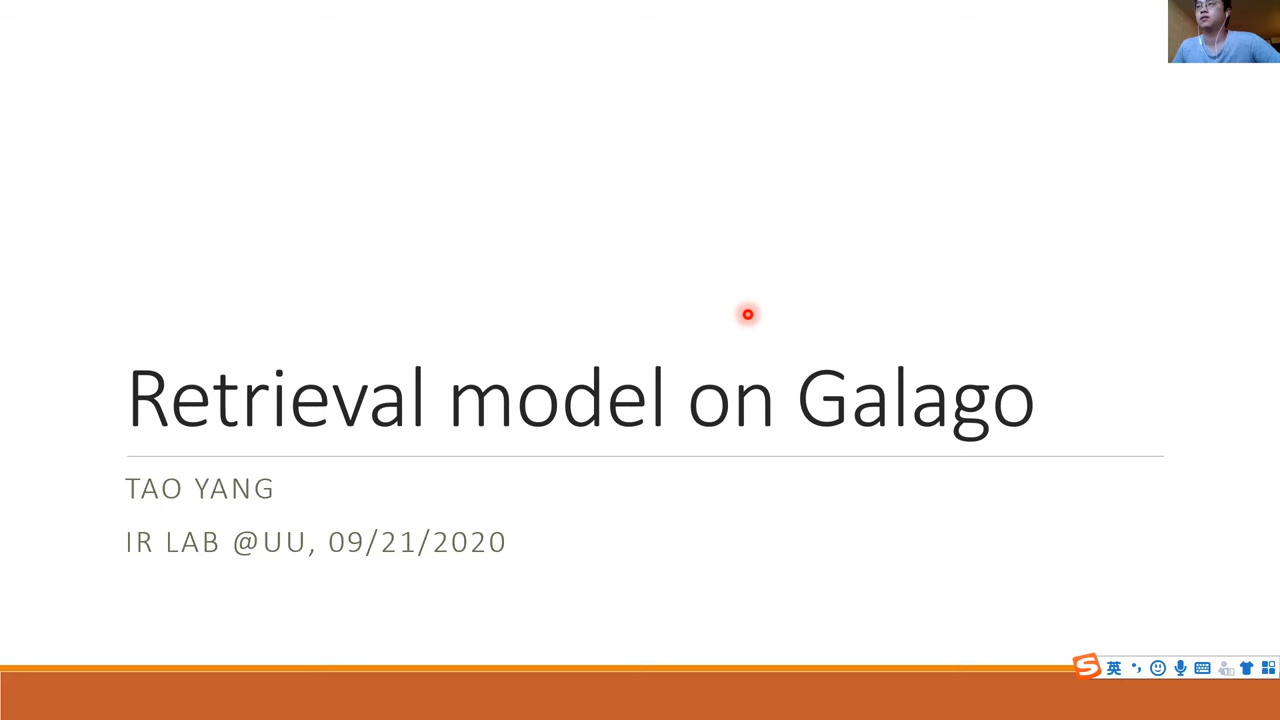 Retrieval model on Galago
TAO YANG
IR LAB @UU, 09/21/2020
S 英